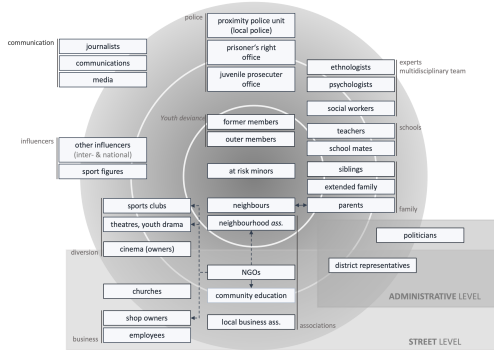 police
proximity police unit
(local police)
prisoner's right
office
juvenile prosecuter
office
communication
journalists
communications
media
ethnologists
psychologists
experts
multidisciplinary team
social workers
Youth deviance
former members
outer members
teachers
school mates
schools
influencers
other influencers
(inter- & national)
sport figures
at risk minors
siblings
extended family
parents
family
neighbours
neighbourhood ass.
sports clubs
theatres, youth drama
cinema (owners)
diversion
politicians
district representatives
NGOs
community education
local business ass.
associations
churches
shop owners
employees
business
ADMINISTRATIVE LEVEL
STREET LEVEL